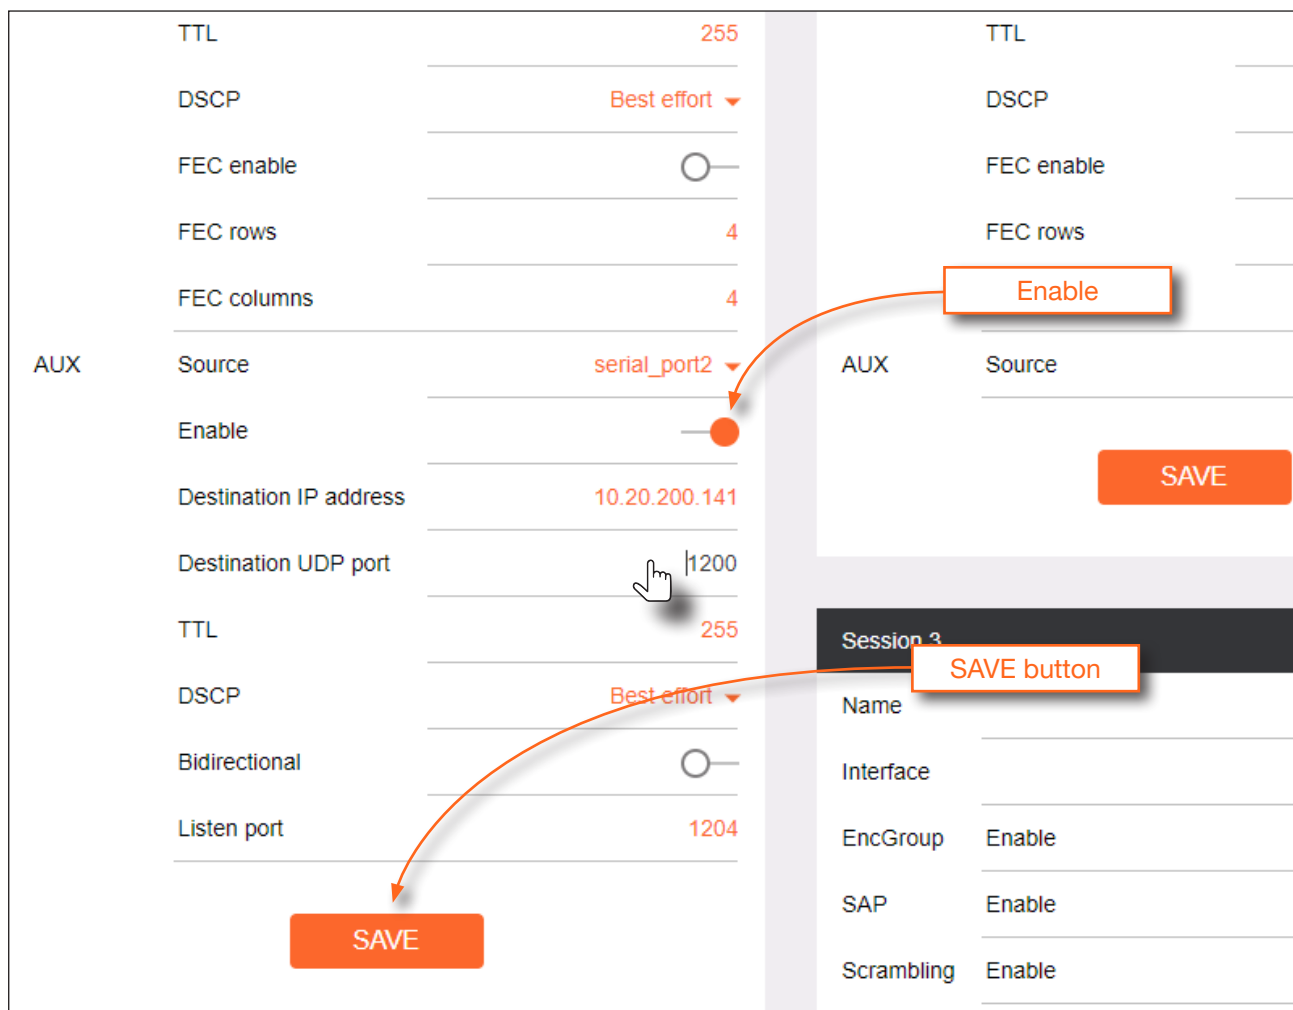 TTL 255
DSCP Best effort
FEC enable
FEC rows 4
FEC columns 4
AUX Source serial_port2
Enable
Destination IP address 10.20.200.141
Destination UDP port 1200
TTL 255
DSCP Best effort
Bidirectional
Listen port 1204
SAVE
TTL
DSCP
FEC enable
FEC rows
Enable
AUX Source
SAVE
Session 3
SAVE button
Name
Interface
EncGroup Enable
SAP Enable
Scrambling Enable